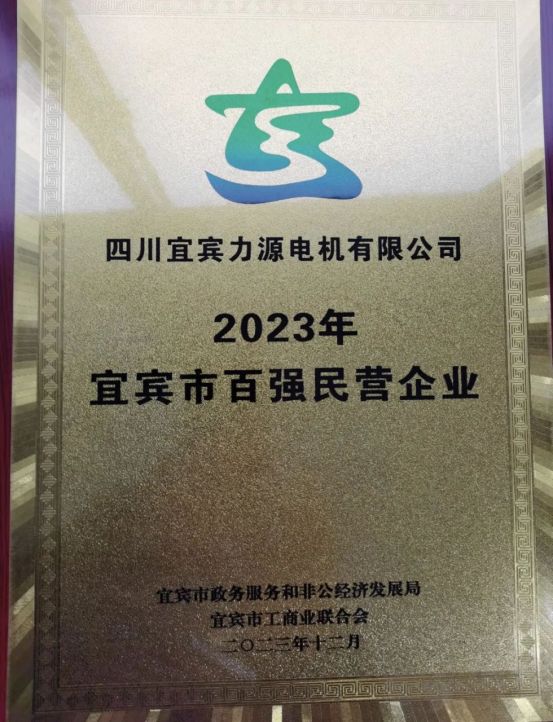 四川宜宾力源电机有限公司
2023年
宜宾市百强民营企业
宜宾市政务服务和非公经济发展局
宜宾市工商业联合会
二〇二三年十二月